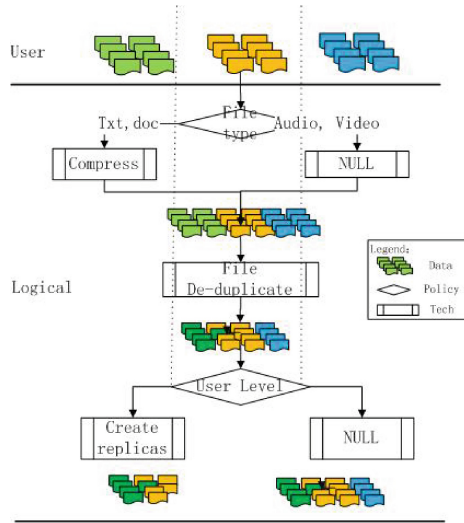 User
File
type
Txt,doc
Audio, Video
Compress
NULL
File
De-duplicate
Logical
Legend:
Data
Policy
Tech
User Level
Create
replicas
NULL